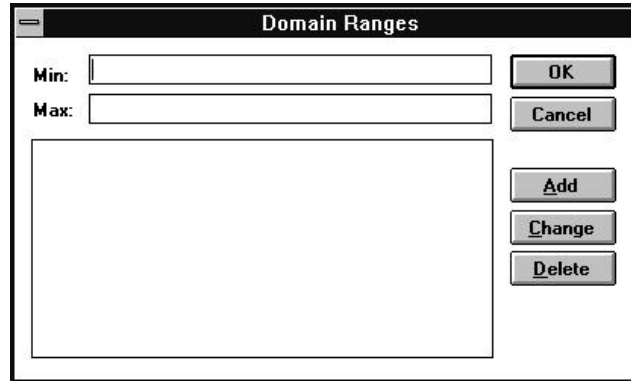 Domain Ranges
Min:
OK
Max:
Cancel
Add
Change
Delete